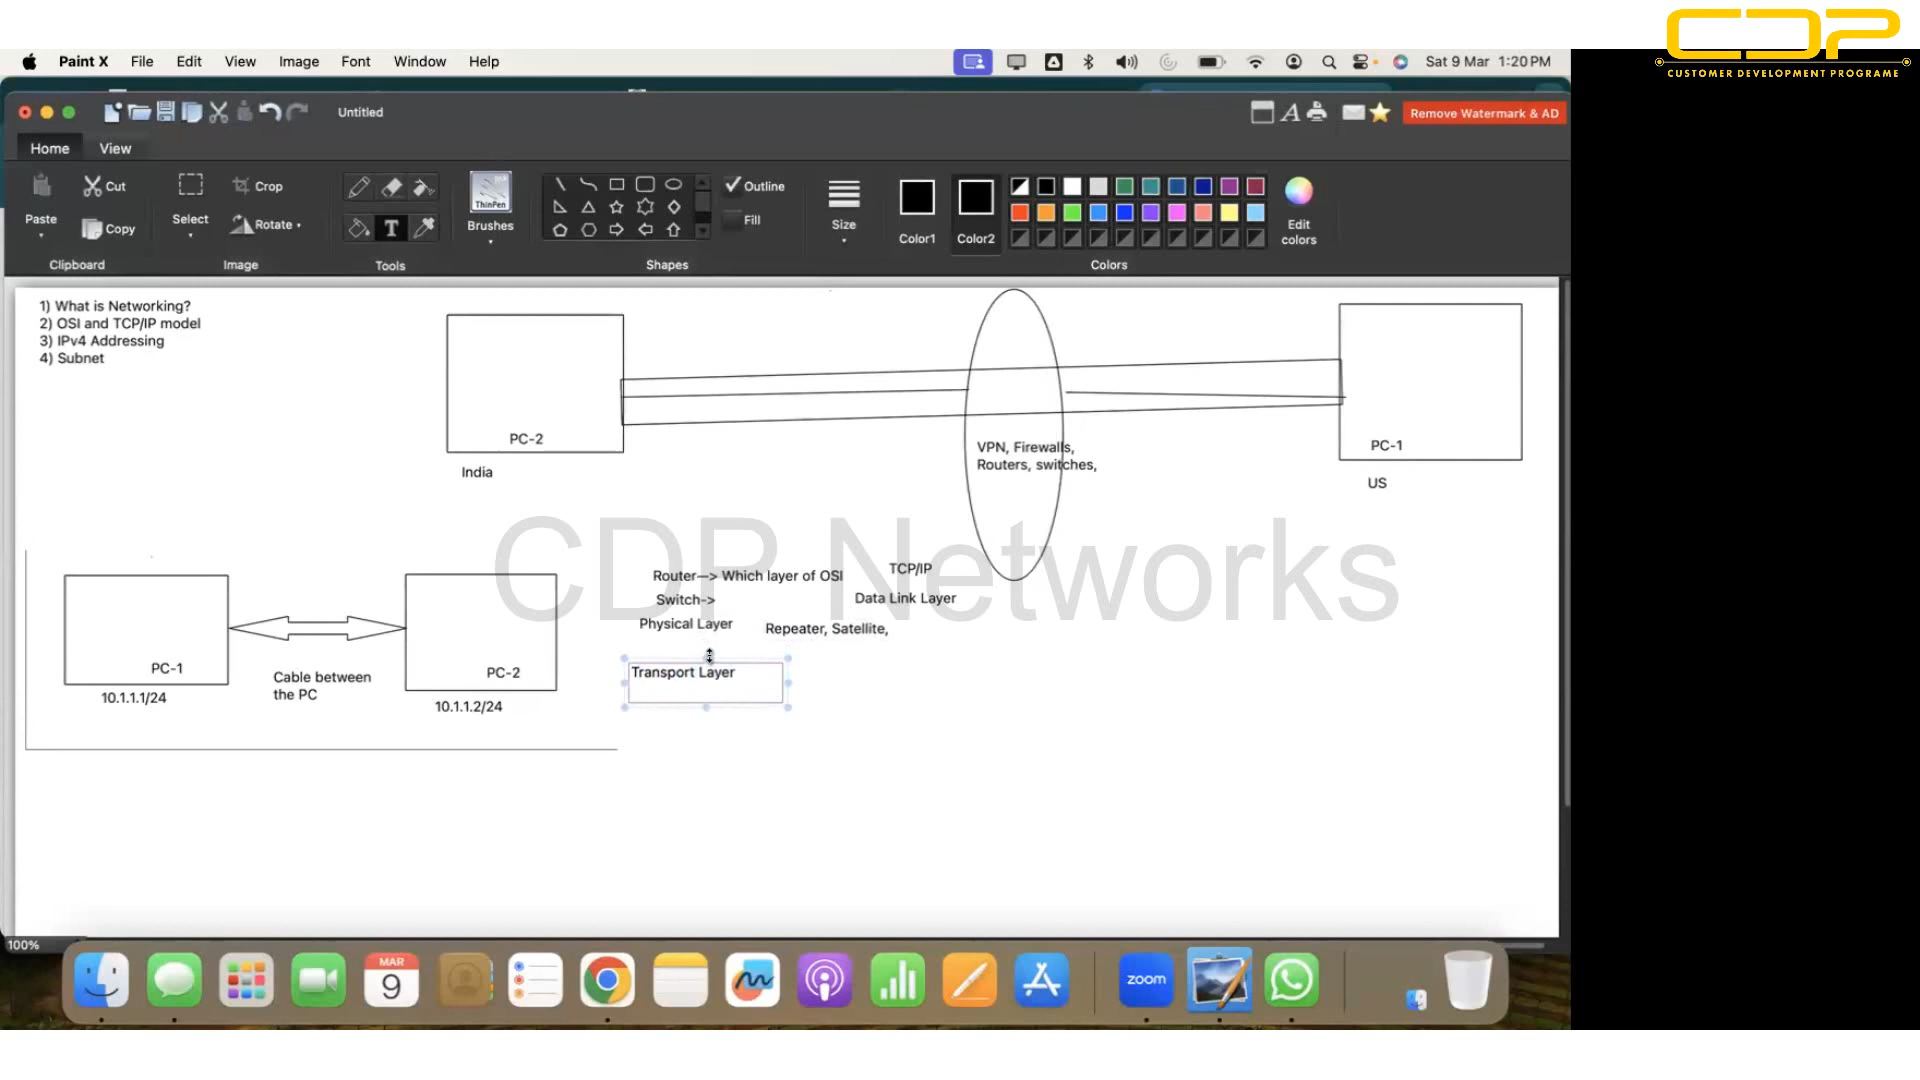 CDP
CUSTOMER DEVELOPMENT PROGRAME
Paint X File Edit View Image Font Window Help Sat 9 Mar 1:20 PM
Untitled
A
Remove Watermark & AD
Home View
Paste
Cut
Copy
Clipboard
Select
Crop
Rotate
Image
T
Tools
ThinPen
Brushes
Shapes
Outline
Fill
Size
Color1
Color2
Colors
Edit
colors
1) What is Networking?
2) OSI and TCP/IP model
3) IPv4 Addressing
4) Subnet
PC-2
India
VPN, Firewalls,
Routers, switches,
PC-1
US
CDP Networks
PC-1
10.1.1.1/24
Cable between
the PC
PC-2
10.1.1.2/24
Router—> Which layer of OSI
TCP/IP
Switch->
Data Link Layer
Physical Layer
Repeater, Satellite,
Transport Layer
100%
MAR
9
zoom